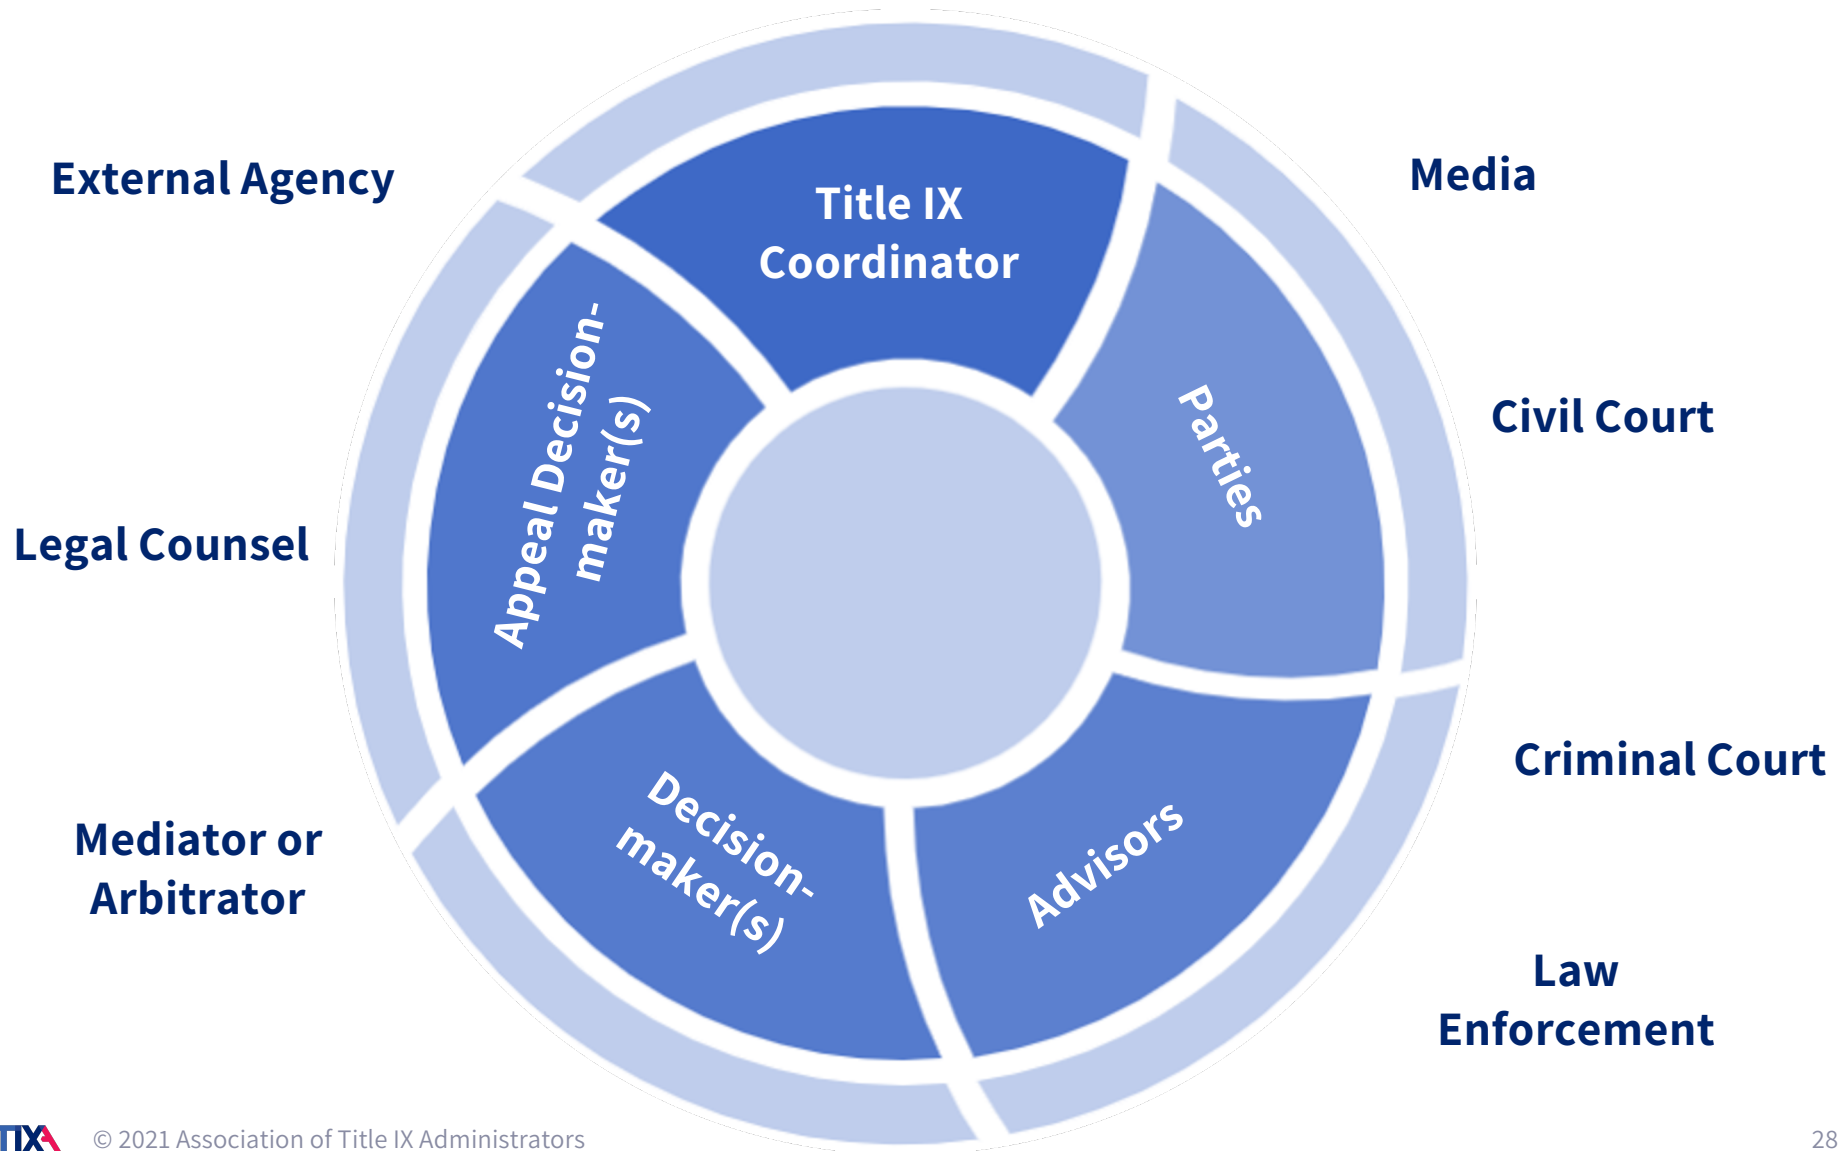 External Agency
Media
Title IX
Coordinator
Civil Court
Parties
Appeal Decision-
maker(s)
Legal Counsel
Criminal Court
Mediator or
Arbitrator
Decision-
maker(s)
Advisors
Law
Enforcement
TIXA
© 2021 Association of Title IX Administrators
28